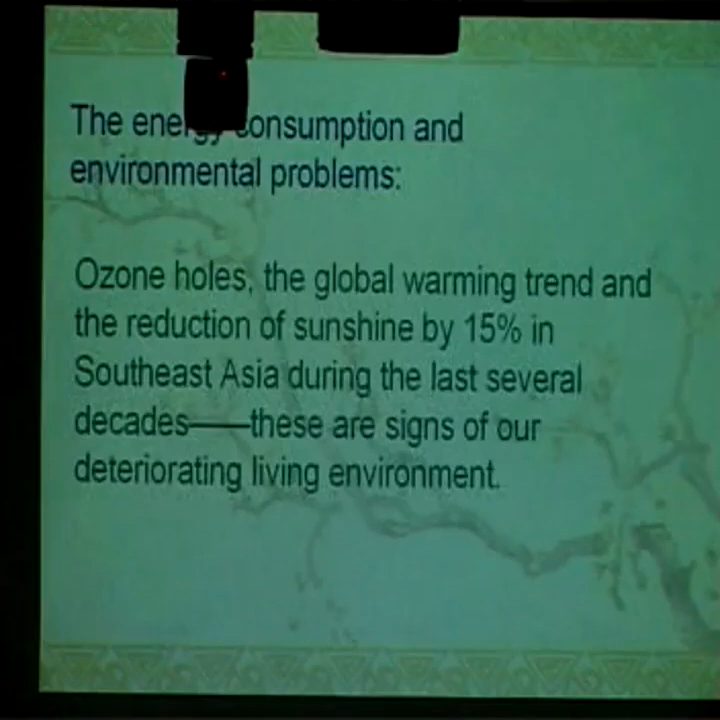 The energy consumption and
environmental problems:
Ozone holes, the global warming trend and
the reduction of sunshine by 15% in
Southeast Asia during the last several
decades——these are signs of our
deteriorating living environment.